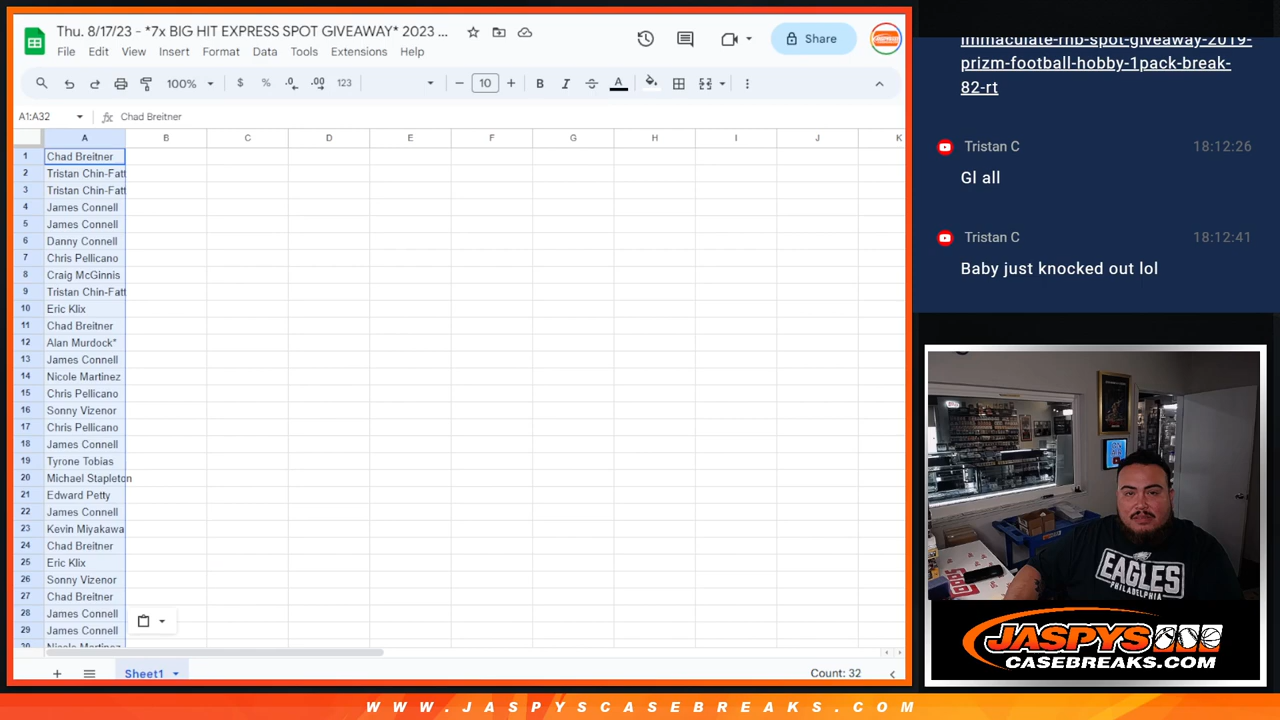 Thu. 8/17/23 - *7x BIG HIT EXPRESS SPOT GIVEAWAY* 2023 ...
Share
File Edit View Insert Format Data Tools Extensions Help
100% $ % .0 .00 123 10 B I S A
A1:A32 fx Chad Breitner
A B C D E F G H I J K
1 Chad Breitner
2 Tristan Chin-Fatt
3 Tristan Chin-Fatt
4 James Connell
5 James Connell
6 Danny Connell
7 Chris Pellicano
8 Craig McGinnis
9 Tristan Chin-Fatt
10 Eric Klix
11 Chad Breitner
12 Alan Murdock*
13 James Connell
14 Nicole Martinez
15 Chris Pellicano
16 Sonny Vizenor
17 Chris Pellicano
18 James Connell
19 Tyrone Tobias
20 Michael Stapleton
21 Edward Petty
22 James Connell
23 Kevin Miyakawa
24 Chad Breitner
25 Eric Klix
26 Sonny Vizenor
27 Chad Breitner
28 James Connell
29 James Connell
30 Nicole Martinez
Sheet1
Count: 32
immaculate-rnb-spot-giveaway-2019-
prizm-football-hobby-1pack-break-
82-rt
Tristan C 18:12:26
Gl all
Tristan C 18:12:41
Baby just knocked out lol
EAGLES
PHILADELPHIA
JASPYS
CASEBREAKS.COM
WWW.JASPYSCASEBREAKS.COM